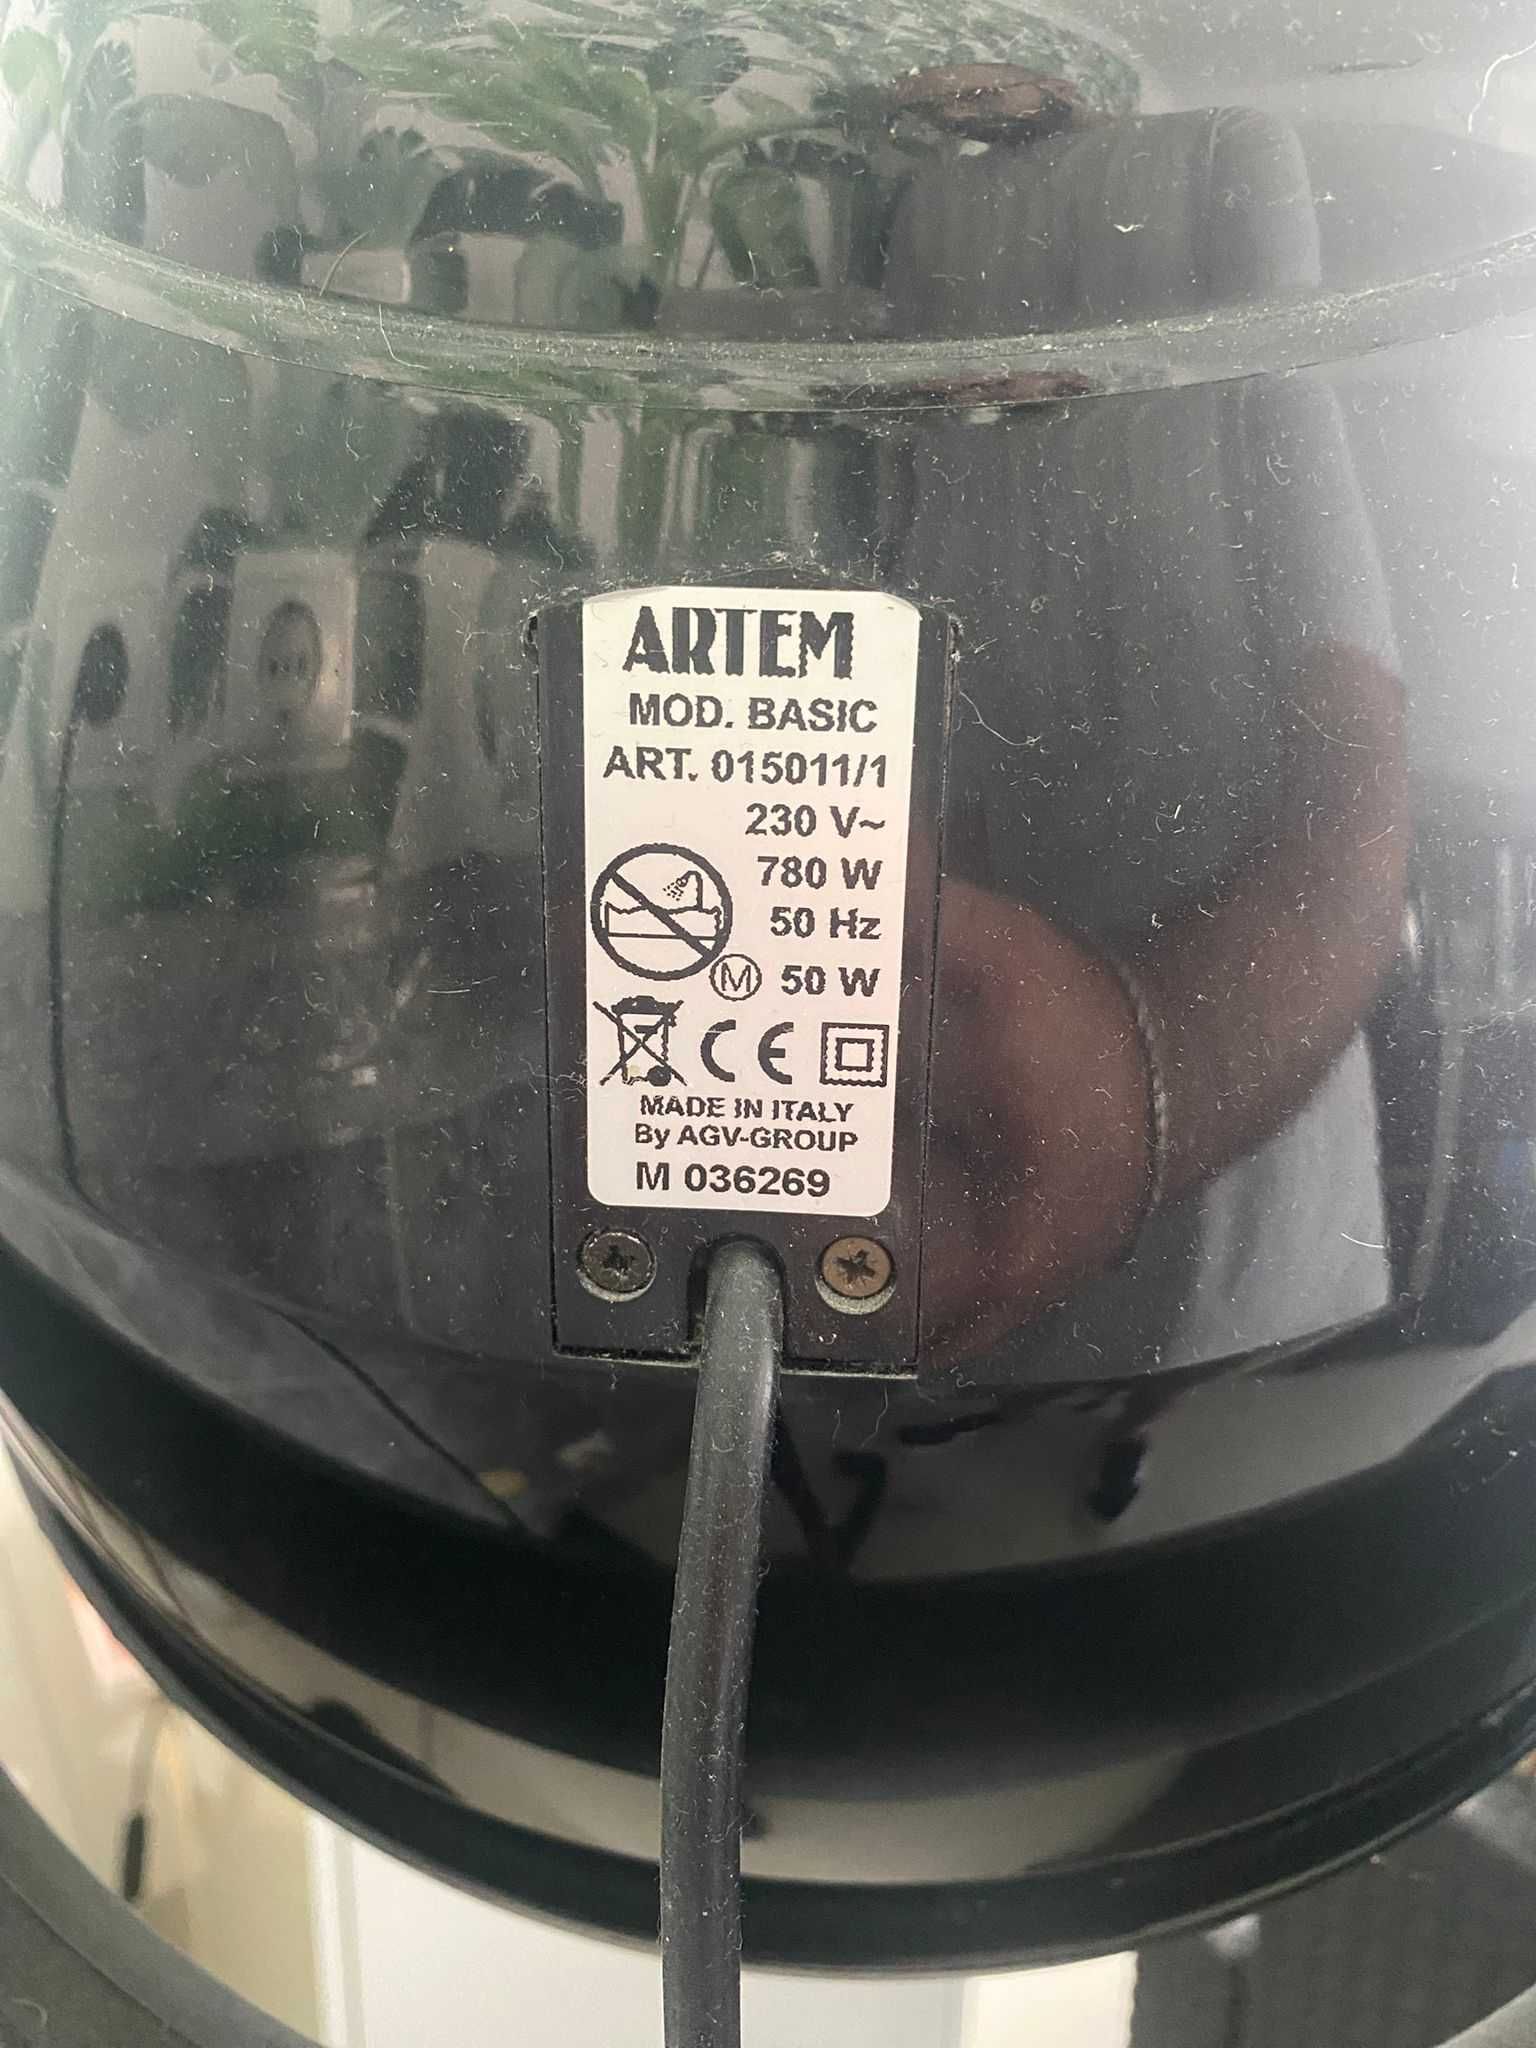 ARTEM
MOD. BASIC
ART. 015011/1
230 V~
780 W
50 Hz
M 50 W
CE
MADE IN ITALY
By AGV-GROUP
M 036269